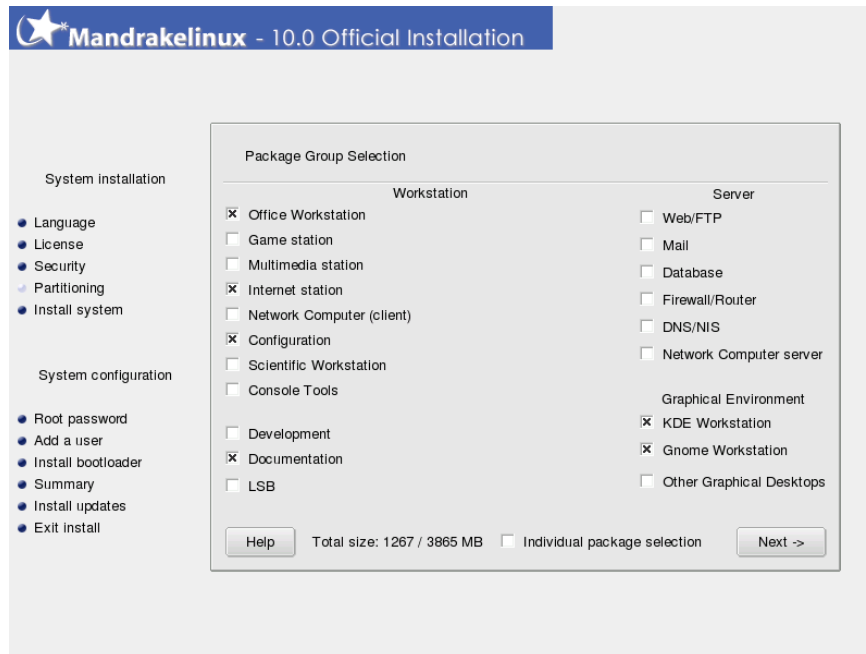 Mandrakelinux - 10.0 Official Installation
System installation
Language
License
Security
Partitioning
Install system
System configuration
Root password
Add a user
Install bootloader
Summary
Install updates
Exit install
Package Group Selection
Workstation
Office Workstation
Game station
Multimedia station
Internet station
Network Computer (client)
Configuration
Scientific Workstation
Console Tools
Development
Documentation
LSB
Server
Web/FTP
Mail
Database
Firewall/Router
DNS/NIS
Network Computer server
Graphical Environment
KDE Workstation
Gnome Workstation
Other Graphical Desktops
Help
Total size: 1267 / 3865 MB
Individual package selection
Next ->